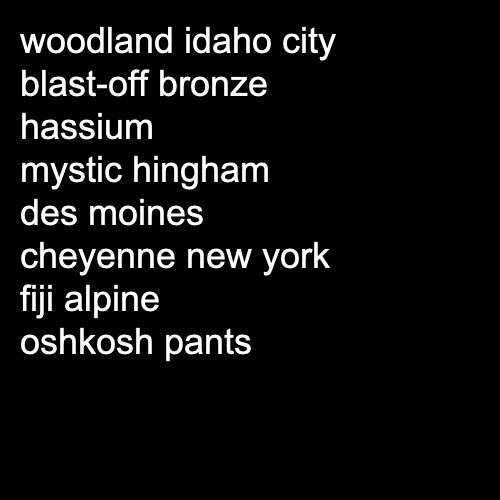 woodland idaho city
blast-off bronze
hassium
mystic hingham
des moines
cheyenne new york
fiji alpine
oshkosh pants